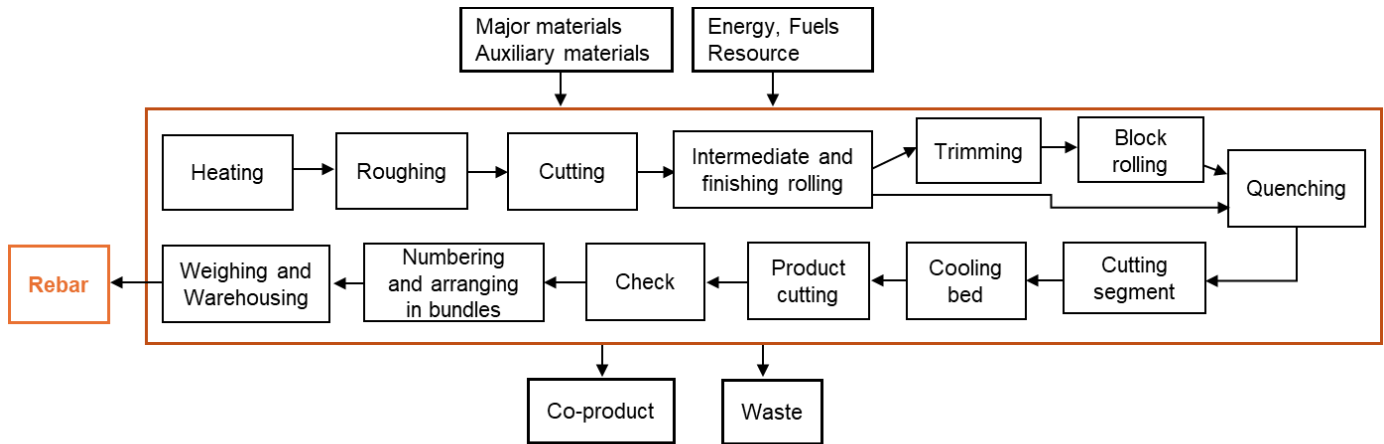 Major materials
Auxiliary materials
Energy, Fuels
Resource
Heating
Roughing
Cutting
Intermediate and
finishing rolling
Trimming
Block
rolling
Quenching
Rebar
Weighing and
Warehousing
Numbering
and arranging
in bundles
Check
Product
cutting
Cooling
bed
Cutting
segment
Co-product
Waste